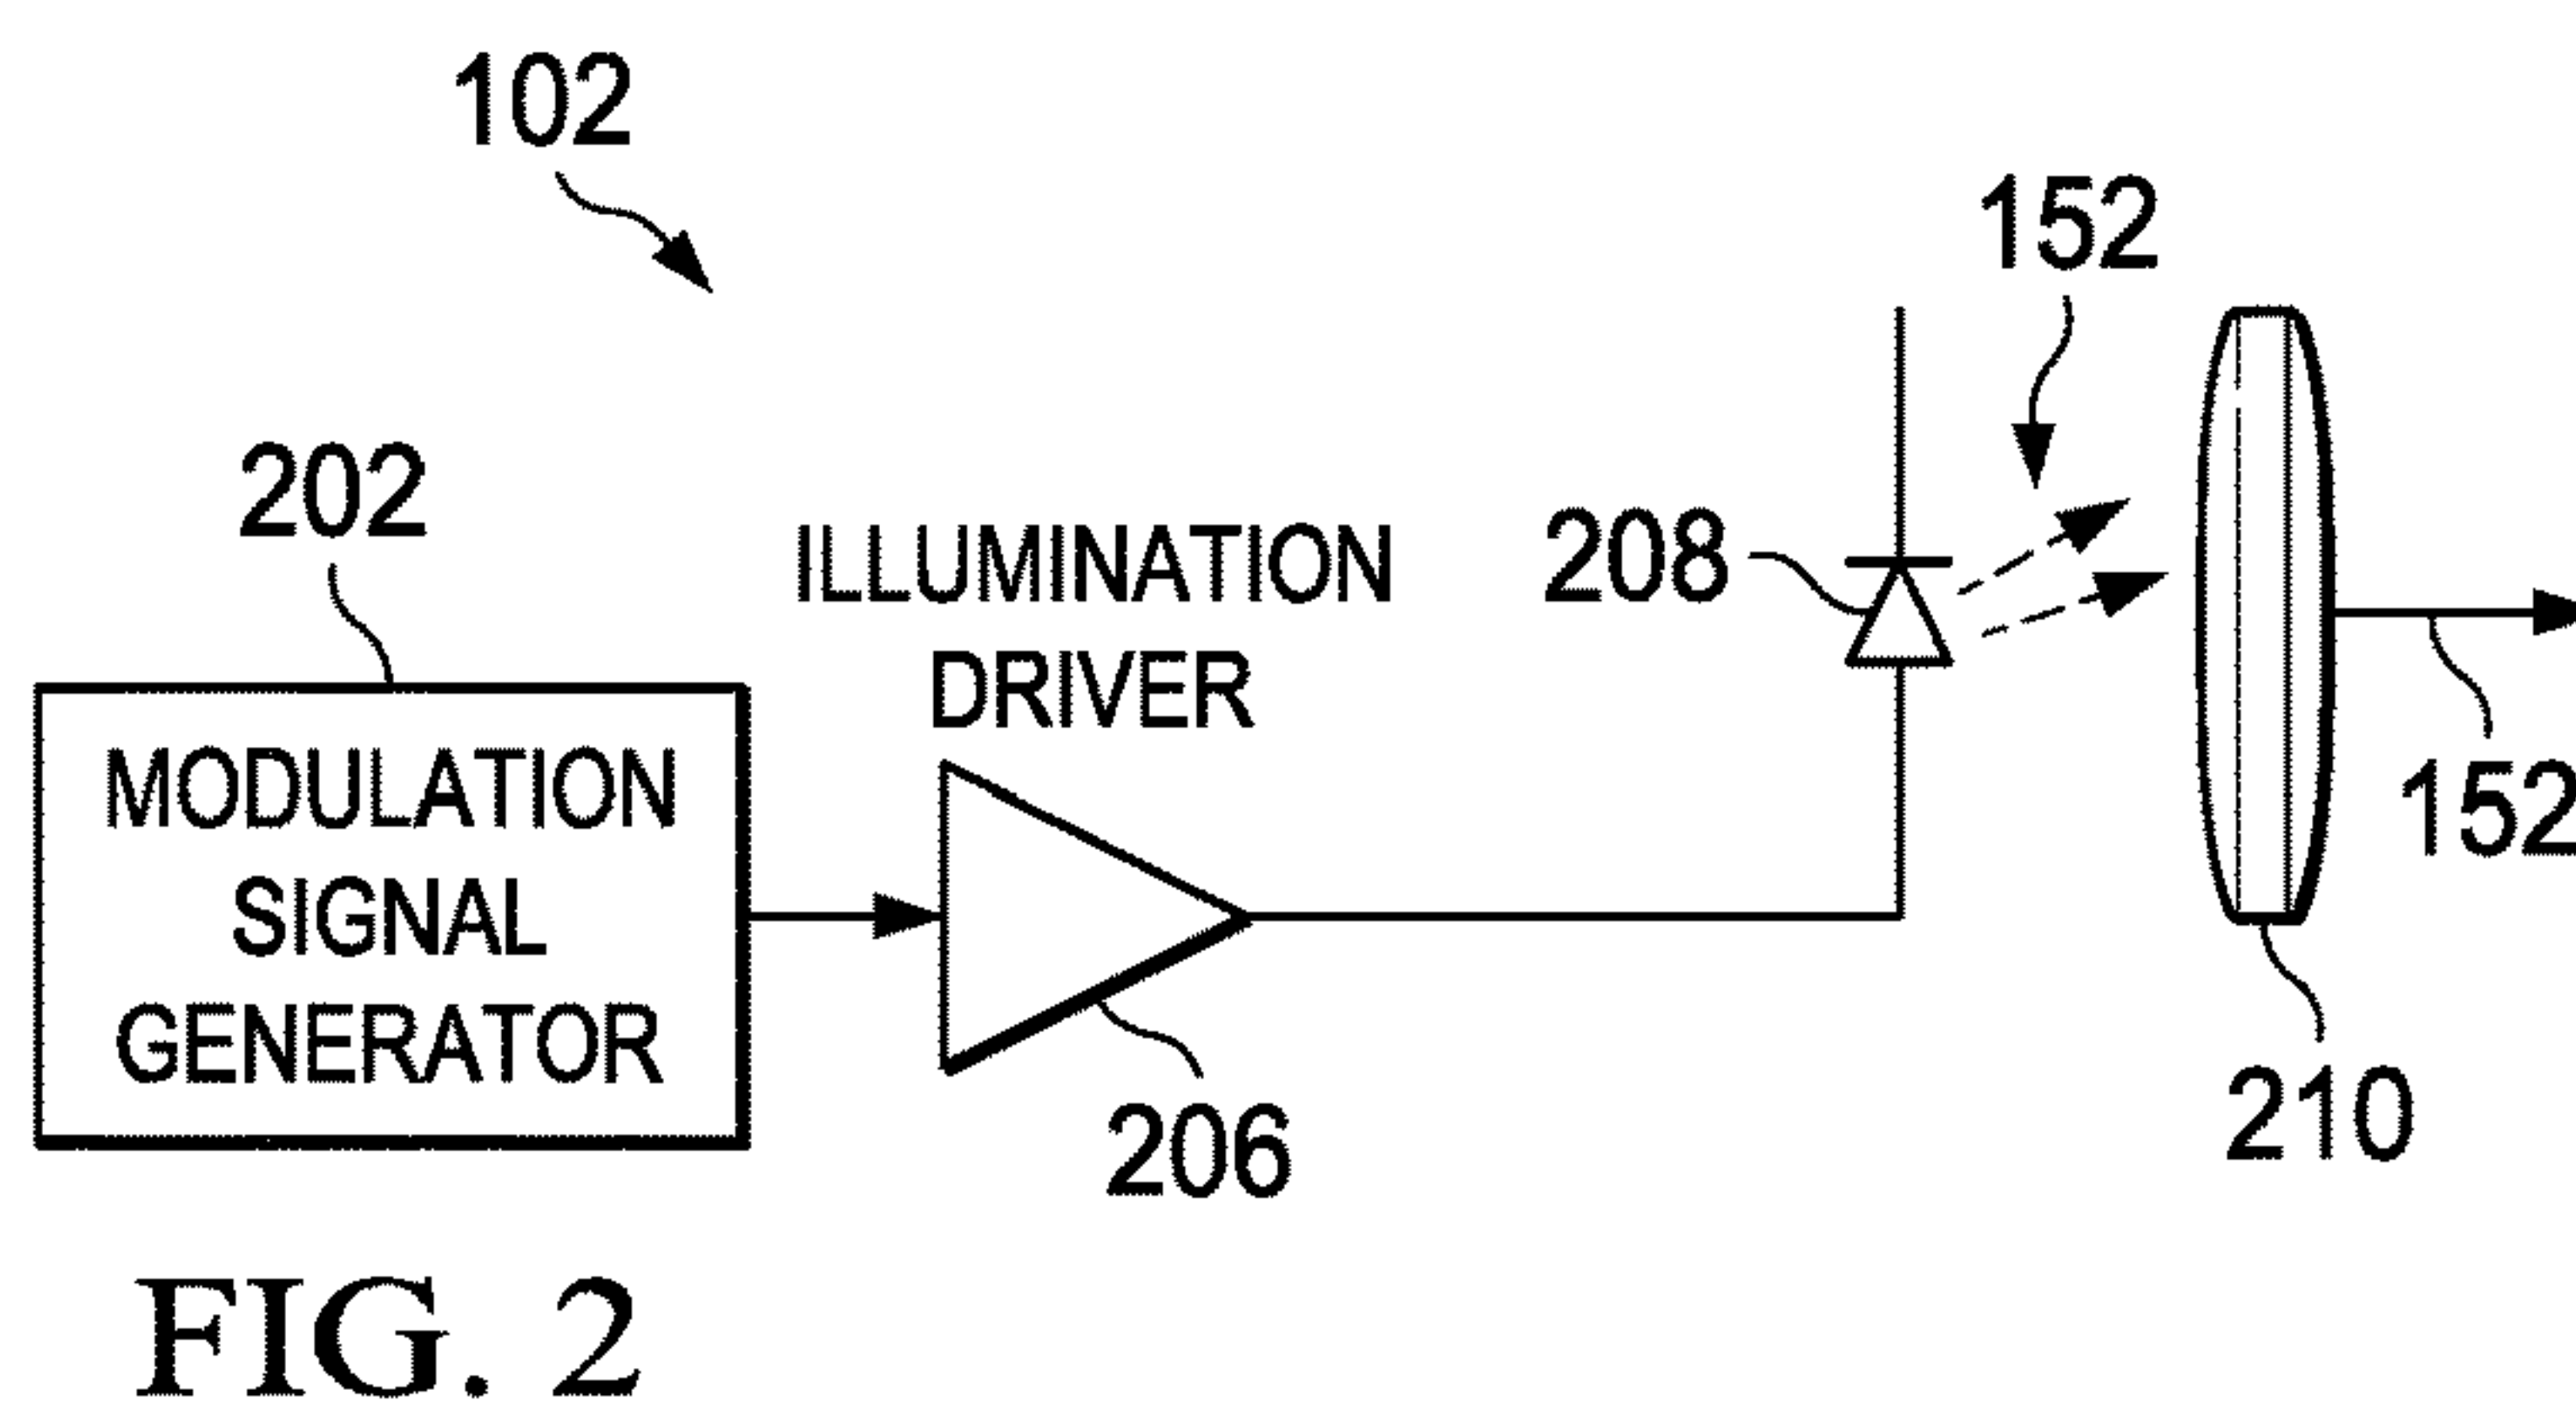 102
152
202
ILLUMINATION
DRIVER
208
MODULATION
SIGNAL
GENERATOR
152
206
210
FIG. 2